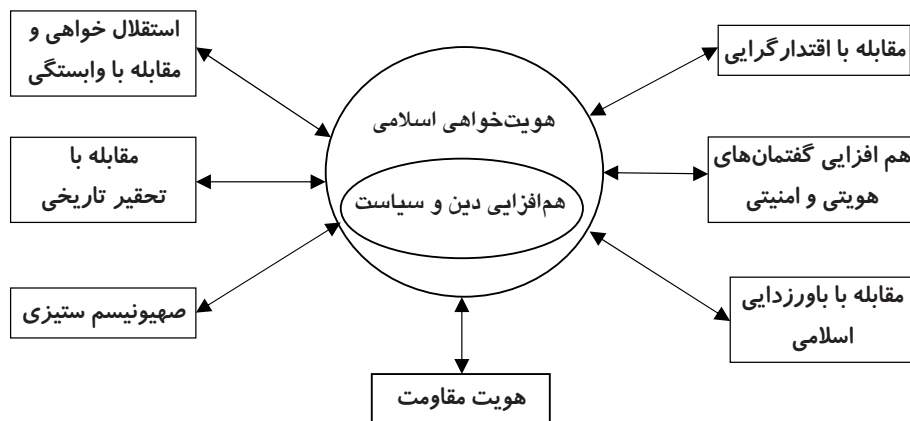 مقابله با اقتدارگرایی
هم افزایی گفتمان‌های
هویتی و امنیتی
مقابله با باورزدایی
اسلامی
هویت‌خواهی اسلامی
هم‌افزایی دین و سیاست
هویت مقاومت
استقلال خواهی و
مقابله با وابستگی
مقابله با
تحقیر تاریخی
صهیونیسم ستیزی